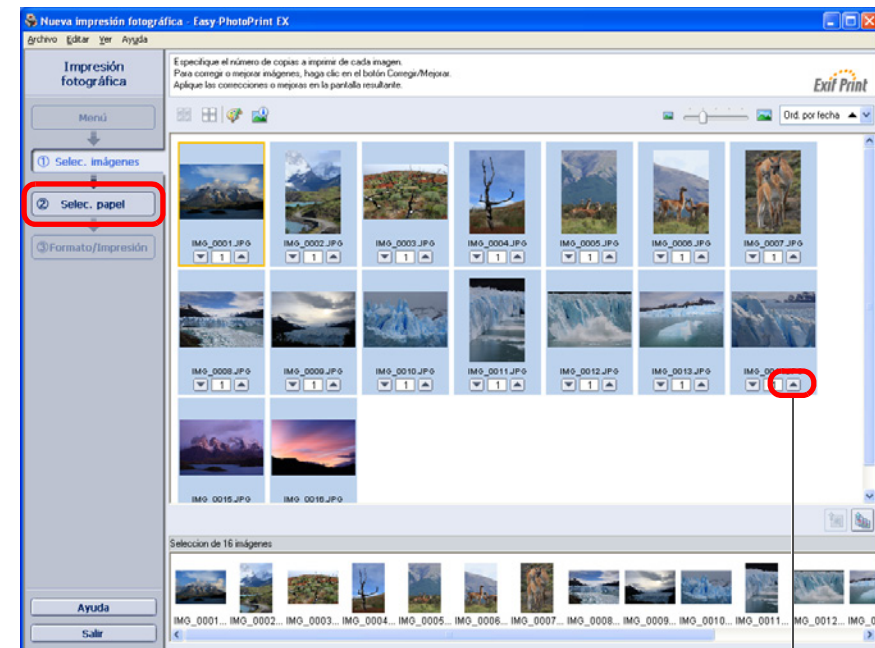 Nueva impresión fotográfica - Easy-PhotoPrint EX
Archivo Editar Ver Ayuda
Impresión
fotográfica
Menú
① Selec. imágenes
② Selec. papel
③Formato/Impresión
Ayuda
Salir
Especifique el número de copias a imprimir de cada imagen.
Para corregir o mejorar imágenes, haga clic en el botón Corregir/Mejorar.
Aplique las correcciones o mejoras en la pantalla resultante.
Exif Print
Ord. por fecha
IMG_0001.JPG IMG_0002.JPG IMG_0003.JPG IMG_0004.JPG IMG_0005.JPG IMG_0006.JPG IMG_0007.JPG
1 1 1 1 1 1 1
IMG_0008.JPG IMG_0009.JPG IMG_0010.JPG IMG_0011.JPG IMG_0012.JPG IMG_0013.JPG
1 1 1 1 1 1
IMG_0015.JPG IMG_0016.JPG
Seleccion de 16 imágenes
IMG_0001... IMG_0002... IMG_0003... IMG_0004... IMG_0005... IMG_0006... IMG_0007... IMG_0008... IMG_0009... IMG_0010... IMG_0011... IMG_0012... IMG_0